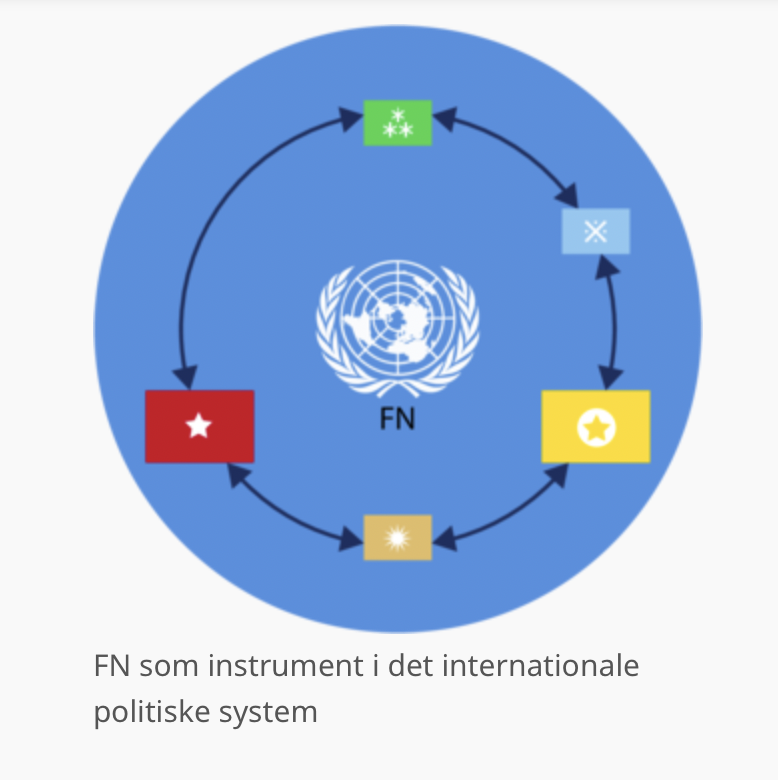 FN
FN som instrument i det internationale
politiske system